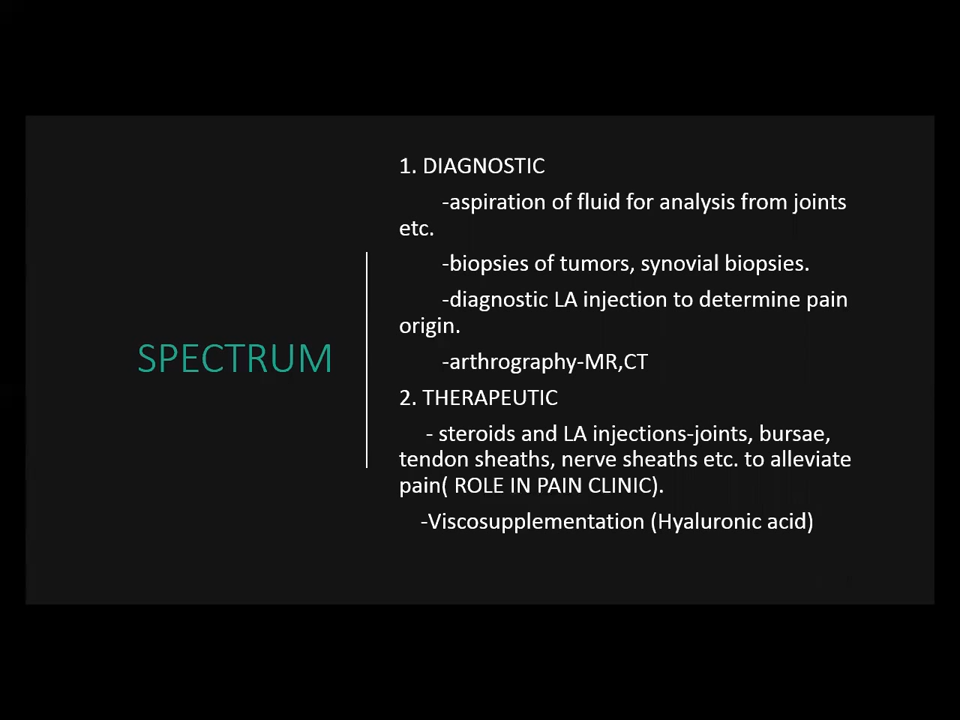 SPECTRUM
1. DIAGNOSTIC
-aspiration of fluid for analysis from joints
etc.
-biopsies of tumors, synovial biopsies.
-diagnostic LA injection to determine pain
origin.
-arthrography-MR,CT
2. THERAPEUTIC
- steroids and LA injections-joints, bursae,
tendon sheaths, nerve sheaths etc. to alleviate
pain( ROLE IN PAIN CLINIC).
-Viscosupplementation (Hyaluronic acid)